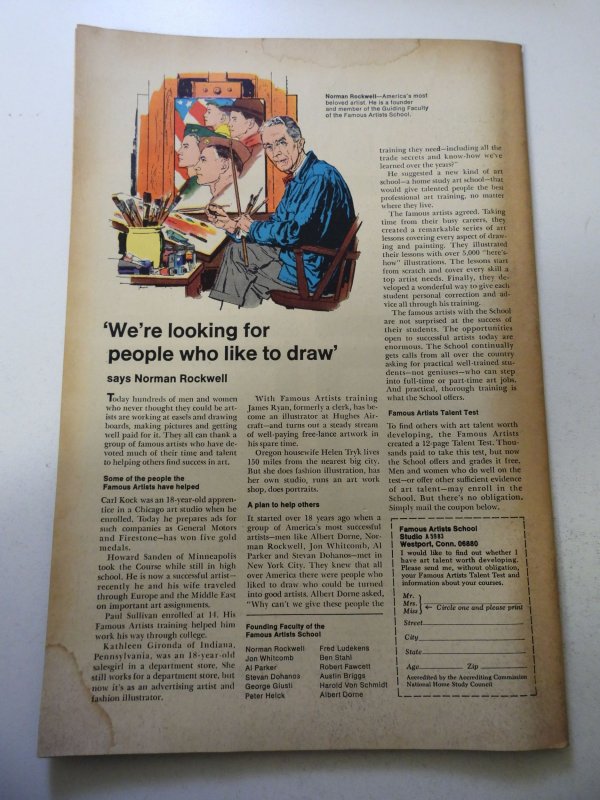 Norman Rockwell—America's most
beloved artist. He is a founder
and member of the Guiding Faculty
of the Famous Artists School.
'We're looking for
people who like to draw'
says Norman Rockwell
Today hundreds of men and women
who never thought they could be art-
ists are working at easels and drawing
boards, making pictures and getting
well paid for it. They all can thank a
group of famous artists who have de-
voted much of their time and talent
to helping others find success in art.
Some of the people the
Famous Artists have helped
Carl Kock was an 18-year-old appren-
tice in a Chicago art studio when he
enrolled. Today he prepares ads for
such companies as General Motors
and Firestone—has won five gold
medals.
Howard Sanden of Minneapolis
took the Course while still in high
school. He is now a successful artist—
recently he and his wife traveled
through Europe and the Middle East
on important art assignments.
Paul Sullivan enrolled at 14. His
Famous Artists training helped him
work his way through college.
Kathleen Gironda of Indiana,
Pennsylvania, was an 18-year-old
salesgirl in a department store. She
still works for a department store, but
now it's as an advertising artist and
fashion illustrator.
With Famous Artists training
James Ryan, formerly a clerk, has be-
come an illustrator at Hughes Air-
craft—and turns out a steady stream
of well-paying free-lance artwork in
his spare time.
Oregon housewife Helen Tryk lives
150 miles from the nearest big city.
But she does fashion illustration, has
her own studio, runs an art work
shop, does portraits.
A plan to help others
It started over 18 years ago when a
group of America's most successful
artists—men like Albert Dorne, Nor-
man Rockwell, Jon Whitcomb, Al
Parker and Stevan Dohanos—met in
New York City. They knew that all
over America there were people who
liked to draw who could be turned
into good artists. Albert Dorne asked,
"Why can't we give these people the
Founding Faculty of the
Famous Artists School
Norman Rockwell
Jon Whitcomb
Al Parker
Stevan Dohanos
George Giusti
Peter Helck
Fred Ludekens
Ben Stahl
Robert Fawcett
Austin Briggs
Harold Von Schmidt
Albert Dorne
training they need—including all the
trade secrets and know-how we've
learned over the years?"
He suggested a new kind of art
school—a home study art school—that
would give talented people the best
professional art training, no matter
where they live.
The famous artists agreed. Taking
time from their busy careers, they
created a remarkable series of art
lessons covering every aspect of draw-
ing and painting. They illustrated
their lessons with over 5,000 "here's-
how" illustrations. The lessons start
from scratch and cover every skill a
top artist needs. Finally, they de-
veloped a wonderful way to give each
student personal correction and ad-
vice all through his training.
The famous artists with the School
are not surprised at the success of
their students. The opportunities
open to successful artists today are
enormous. The School continually
gets calls from all over the country
asking for practical well-trained stu-
dents—not geniuses—who can step
into full-time or part-time art jobs.
And practical, thorough training is
what the School offers.
Famous Artists Talent Test
To find others with art talent worth
developing, the Famous Artists
created a 12-page Talent Test. Thou-
sands paid to take this test, but now
the School offers and grades it free.
Men and women who do well on the
test—or offer other sufficient evidence
of art talent—may enroll in the
School. But there's no obligation.
Simply mail the coupon below.
Famous Artists School
Studio A 5983
Westport, Conn. 06880
I would like to find out whether I
have art talent worth developing.
Please send me, without obligation,
your Famous Artists Talent Test and
information about your courses.
Mr.
Mrs.
Miss
← Circle one and please print
Street
City
State
Age Zip
Accredited by the Accrediting Commission
National Home Study Council